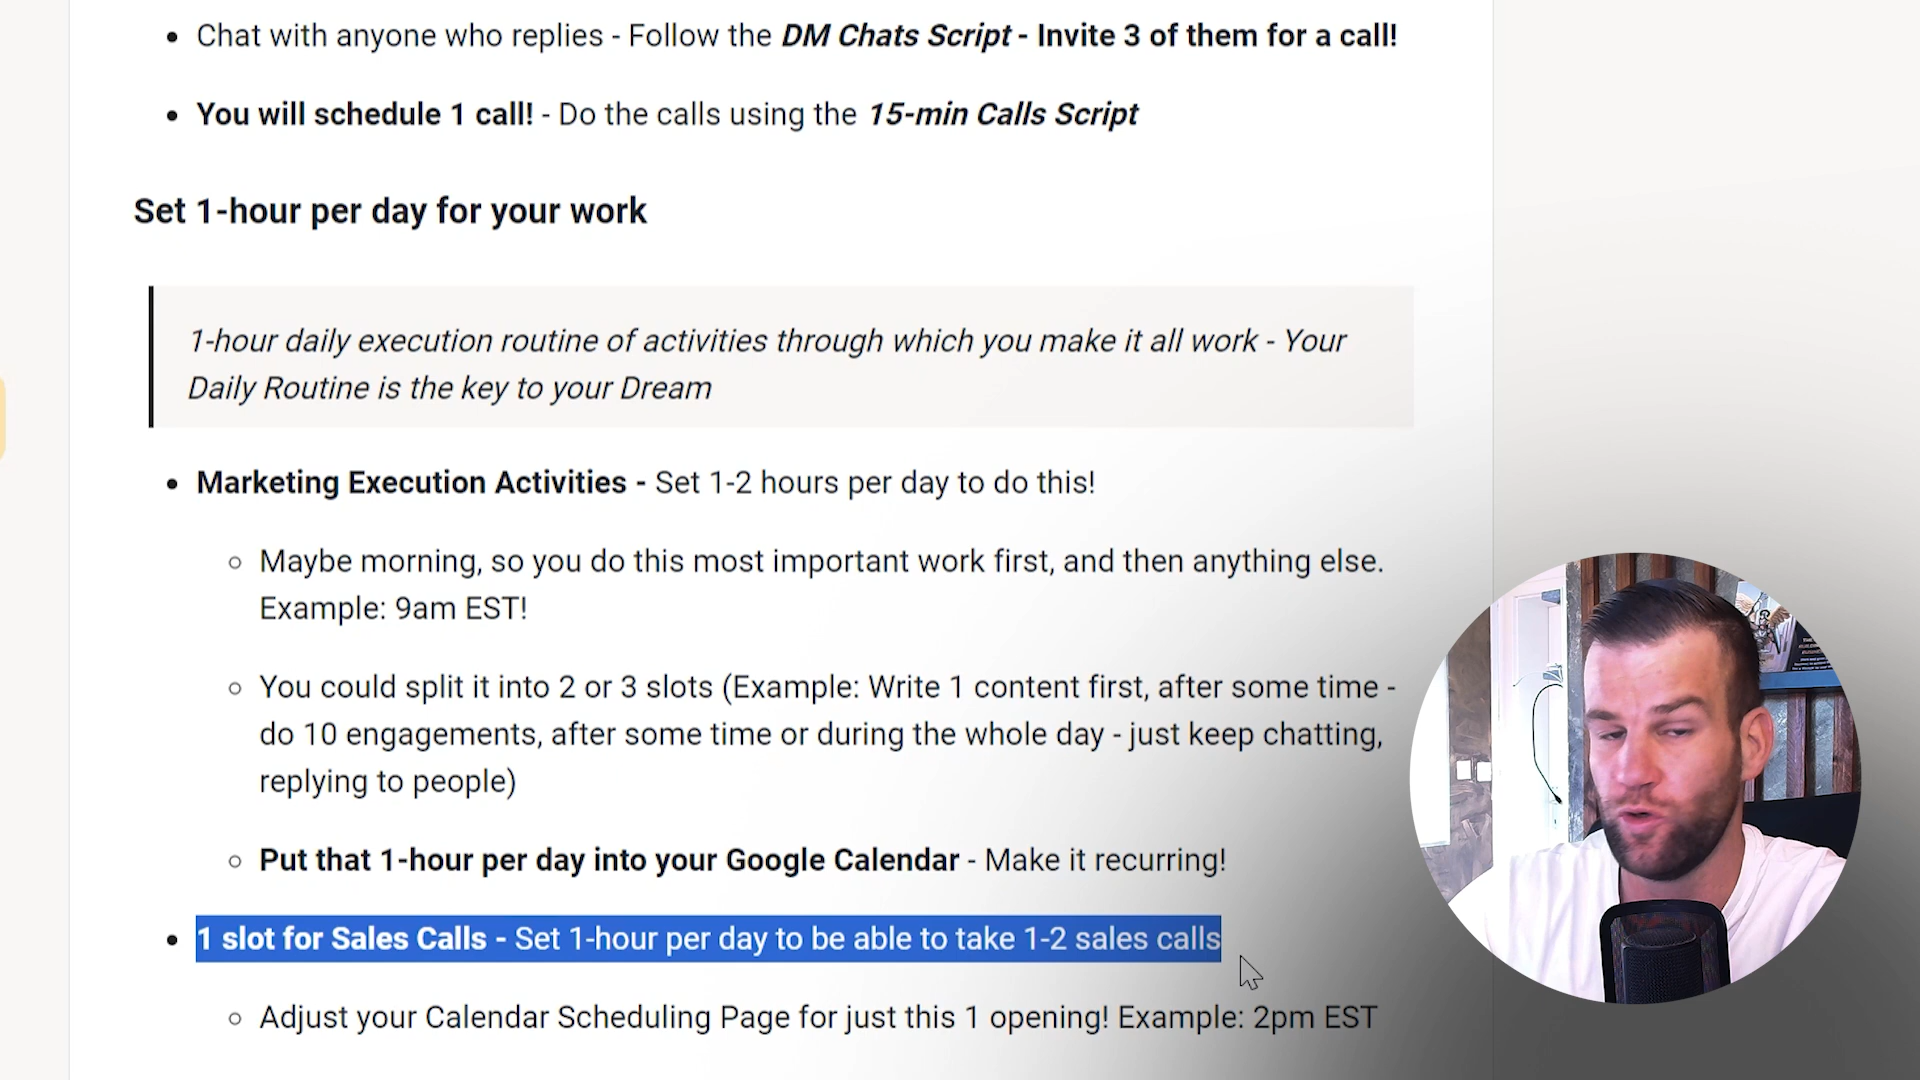 Chat with anyone who replies - Follow the DM Chats Script - Invite 3 of them for a call!
You will schedule 1 call! - Do the calls using the 15-min Calls Script
Set 1-hour per day for your work
1-hour daily execution routine of activities through which you make it all work - Your
Daily Routine is the key to your Dream
Marketing Execution Activities - Set 1-2 hours per day to do this!
Maybe morning, so you do this most important work first, and then anything else.
Example: 9am EST!
You could split it into 2 or 3 slots (Example: Write 1 content first, after some time -
do 10 engagements, after some time or during the whole day - just keep chatting,
replying to people)
Put that 1-hour per day into your Google Calendar - Make it recurring!
1 slot for Sales Calls - Set 1-hour per day to be able to take 1-2 sales calls
Adjust your Calendar Scheduling Page for just this 1 opening! Example: 2pm EST